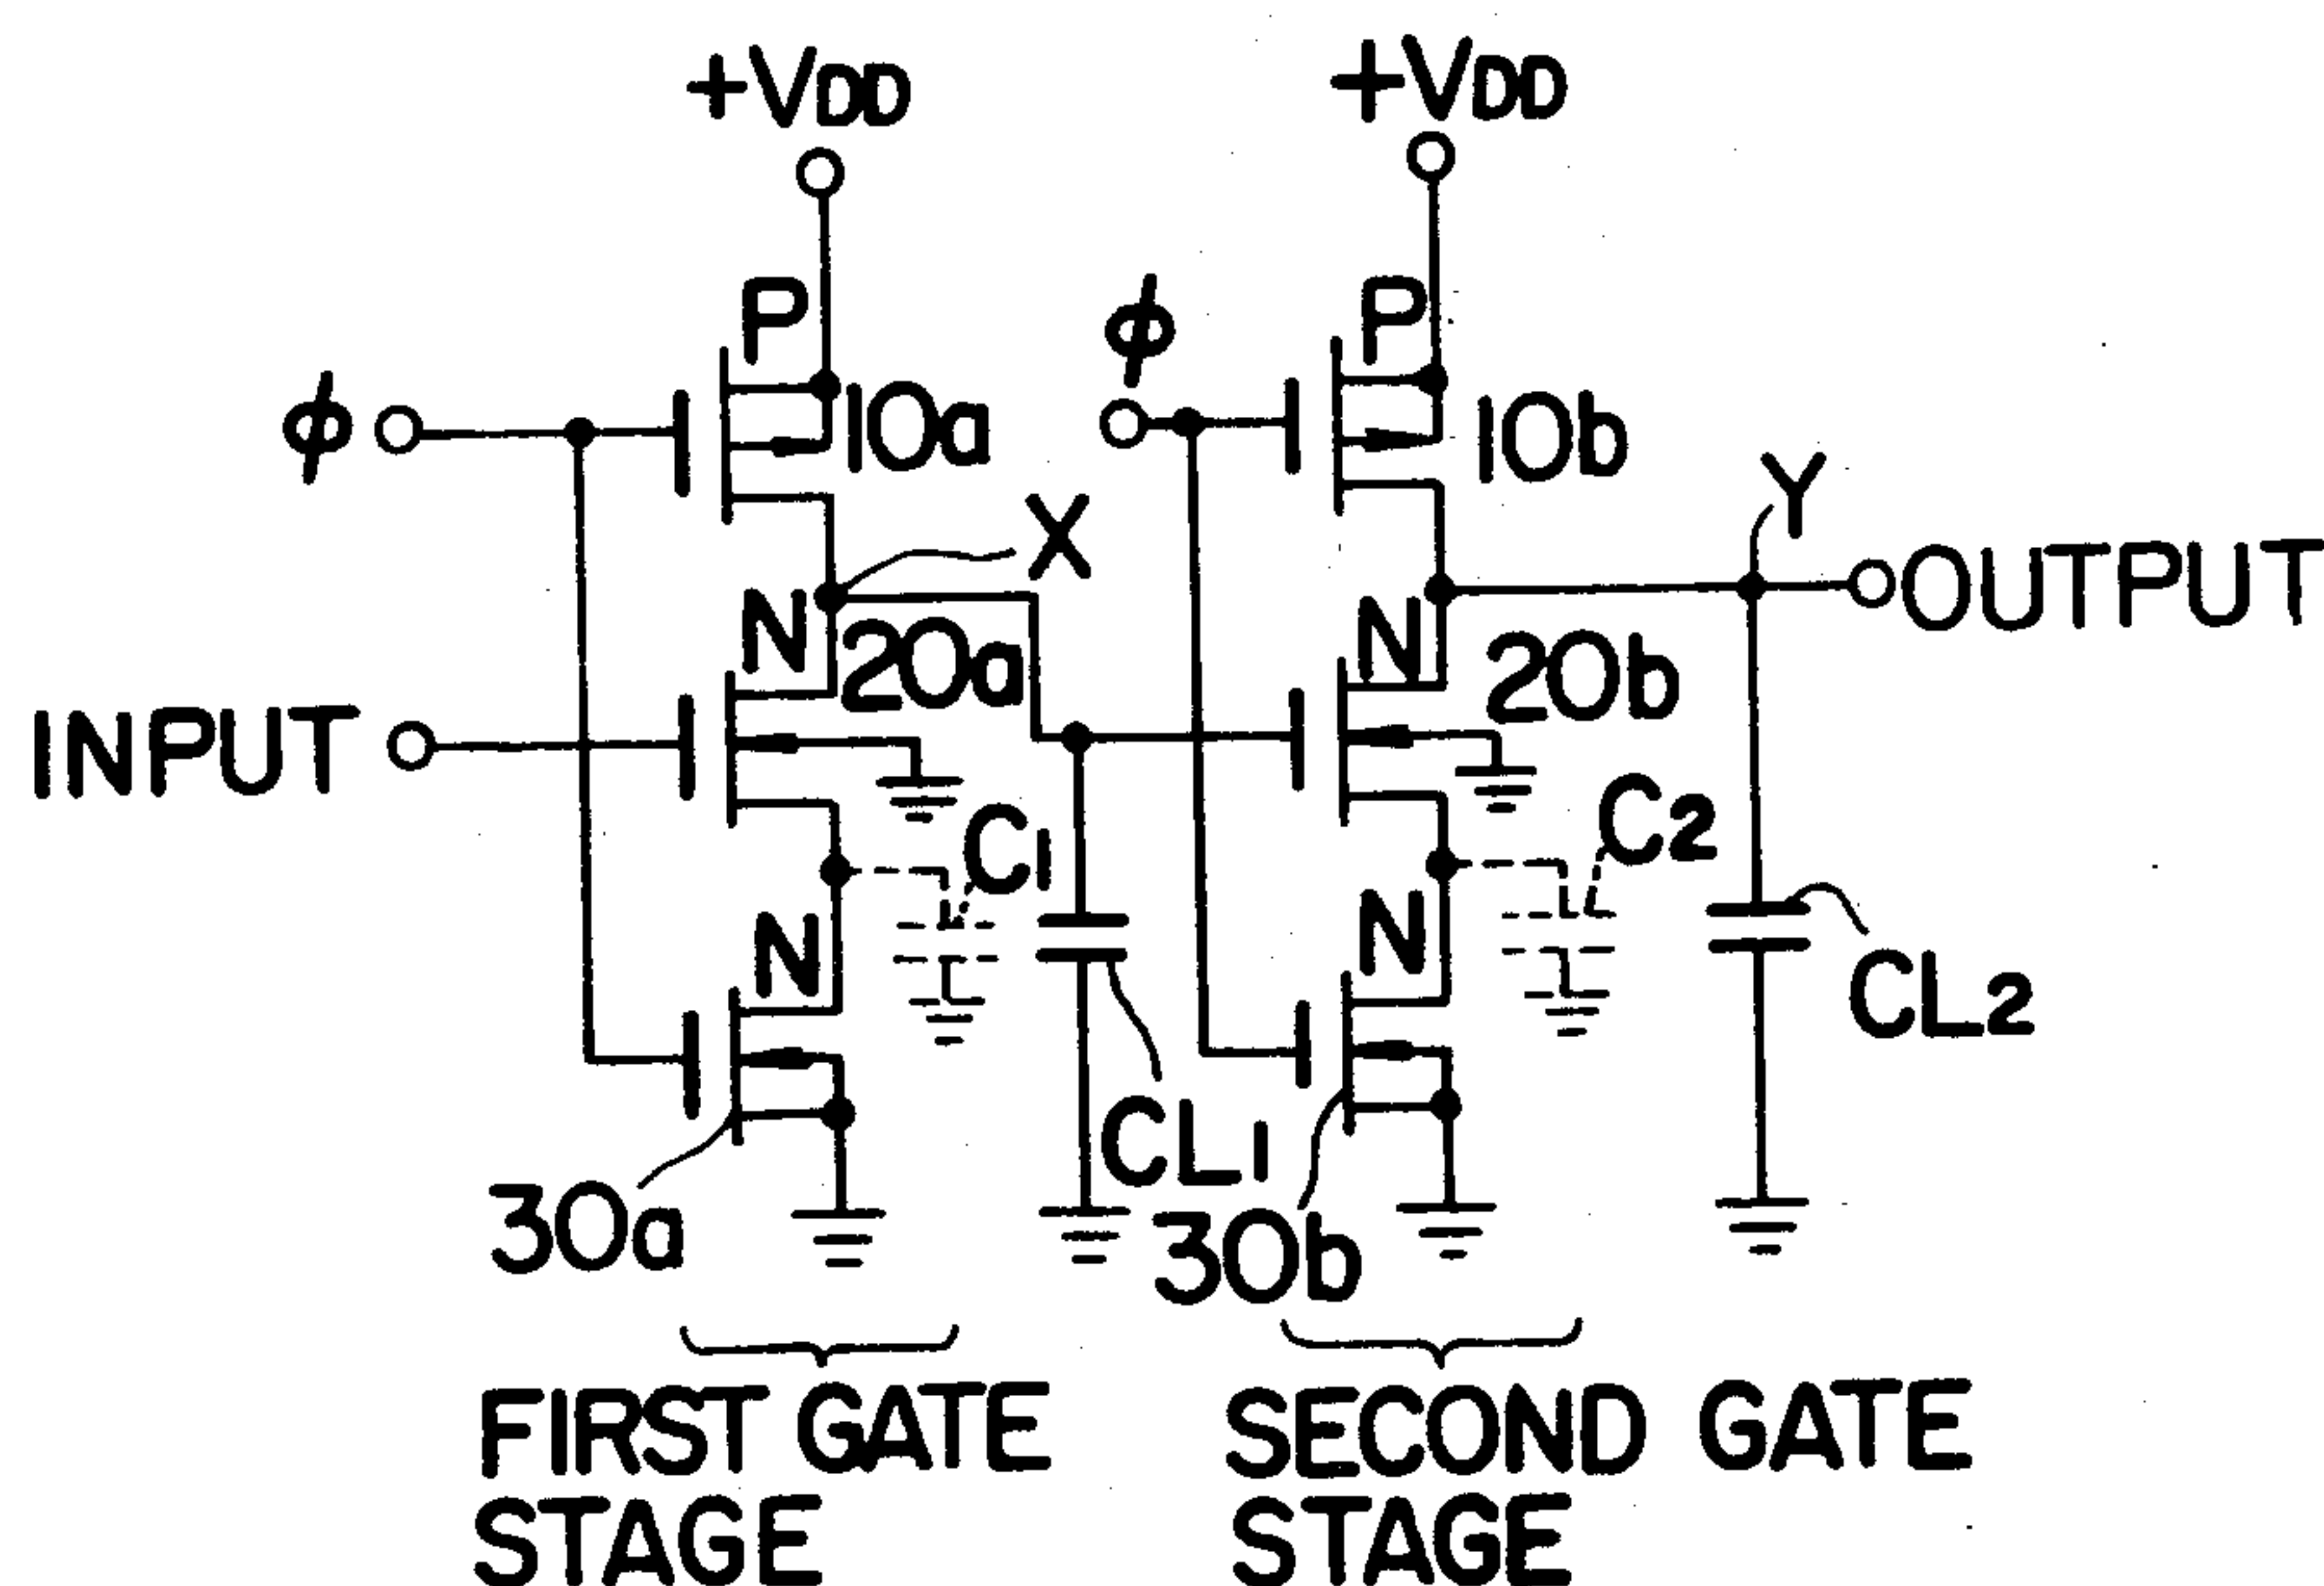 +VDD
+VDD
P
P
φ
φ
10a
10b
X
Y
N
N
OUTPUT
20a
20b
INPUT
C1
C2
N
N
CL2
CL1
30a
30b
FIRST GATE
STAGE
SECOND GATE
STAGE